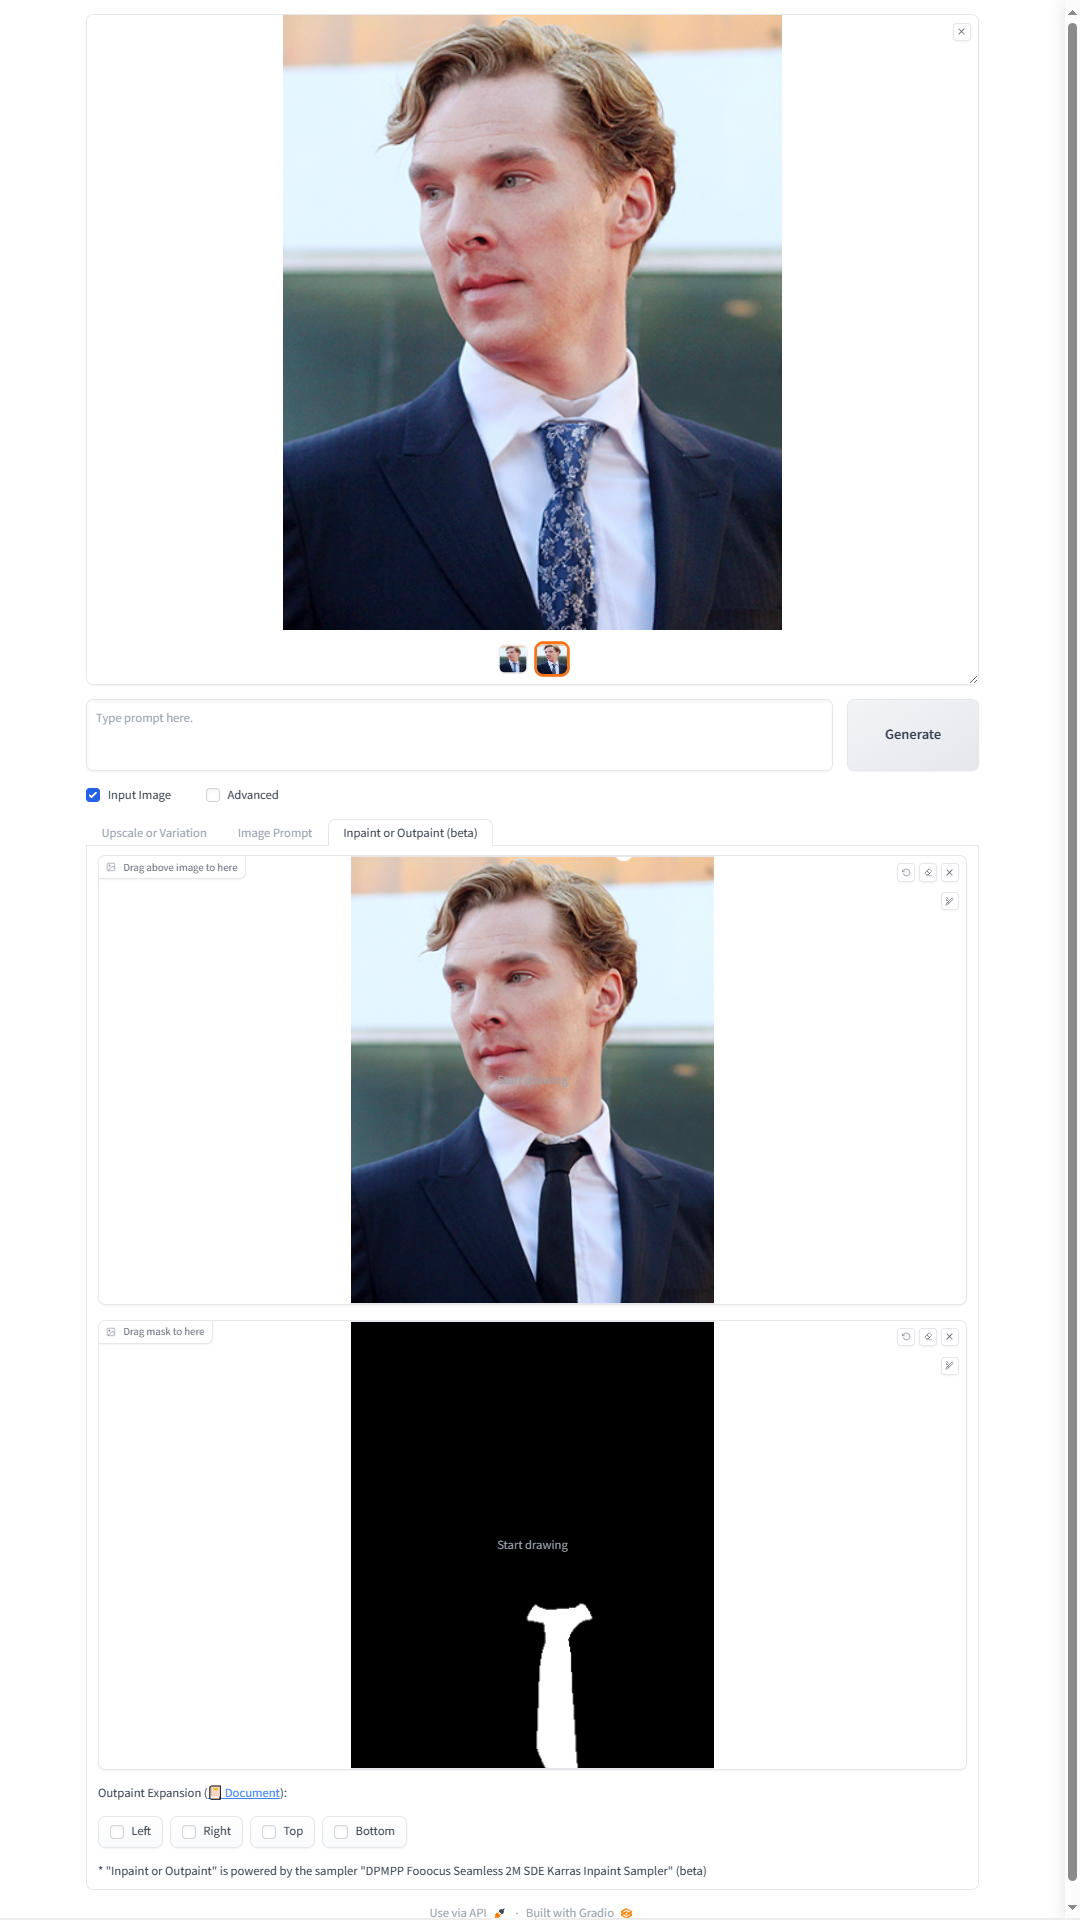 Type prompt here.
Generate
Input Image
Advanced
Upscale or Variation
Image Prompt
Inpaint or Outpaint (beta)
Drag above image to here
Start drawing
Drag mask to here
Start drawing
Outpaint Expansion (📔 Document):
Left
Right
Top
Bottom
* "Inpaint or Outpaint" is powered by the sampler "DPMPP Fooocus Seamless 2M SDE Karras Inpaint Sampler" (beta)
Use via API 🚀 · Built with Gradio